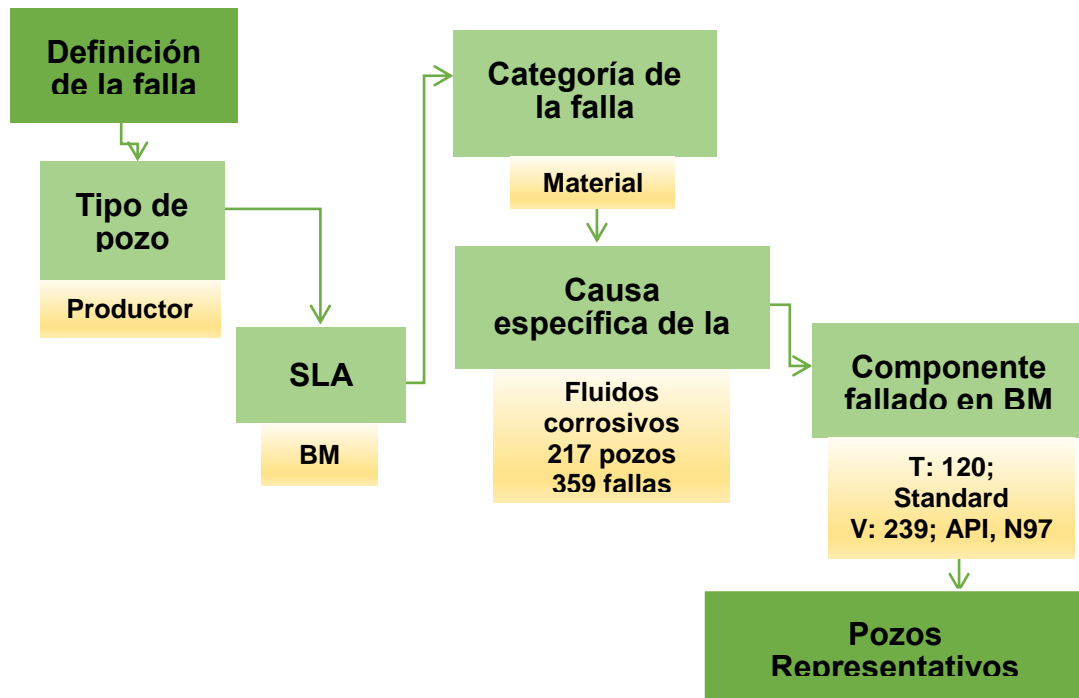 Definición
de la falla
Tipo de
pozo
Productor
SLA
BM
Categoría de
la falla
Material
Causa
específica de la
Fluidos
corrosivos
217 pozos
359 fallas
Componente
fallado en BM
T: 120;
Standard
V: 239; API, N97
Pozos
Representativos